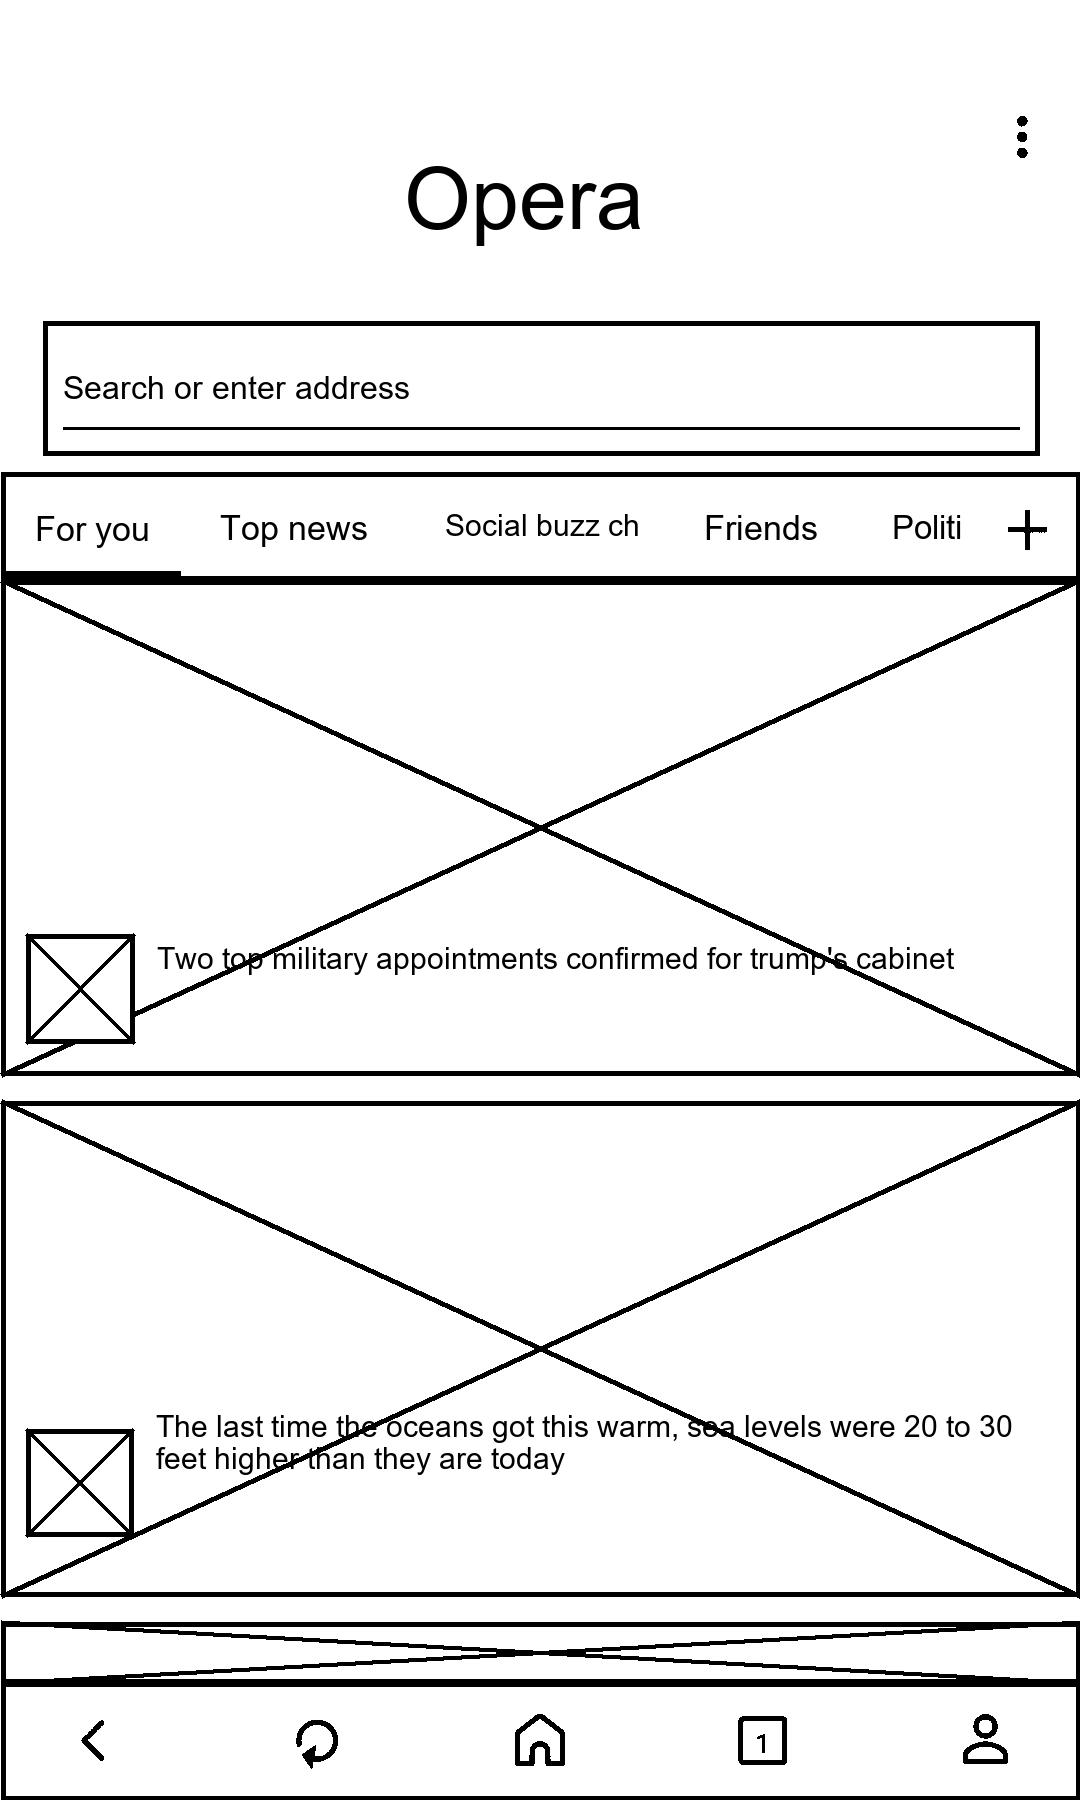 Opera
Search or enter address
For you Top news Social buzz ch Friends Politi
Two top military appointments confirmed for trump's cabinet
The last time the oceans got this warm, sea levels were 20 to 30
feet higher than they are today
1